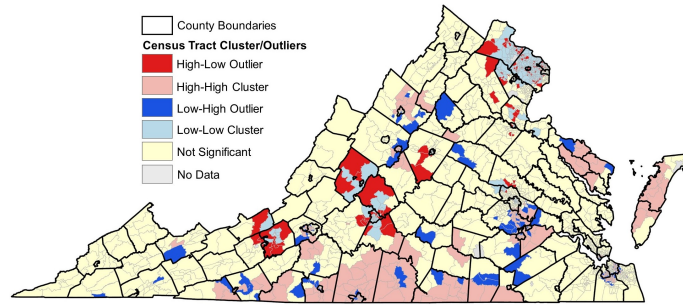 County Boundaries
Census Tract Cluster/Outliers
High-Low Outlier
High-High Cluster
Low-High Outlier
Low-Low Cluster
Not Significant
No Data